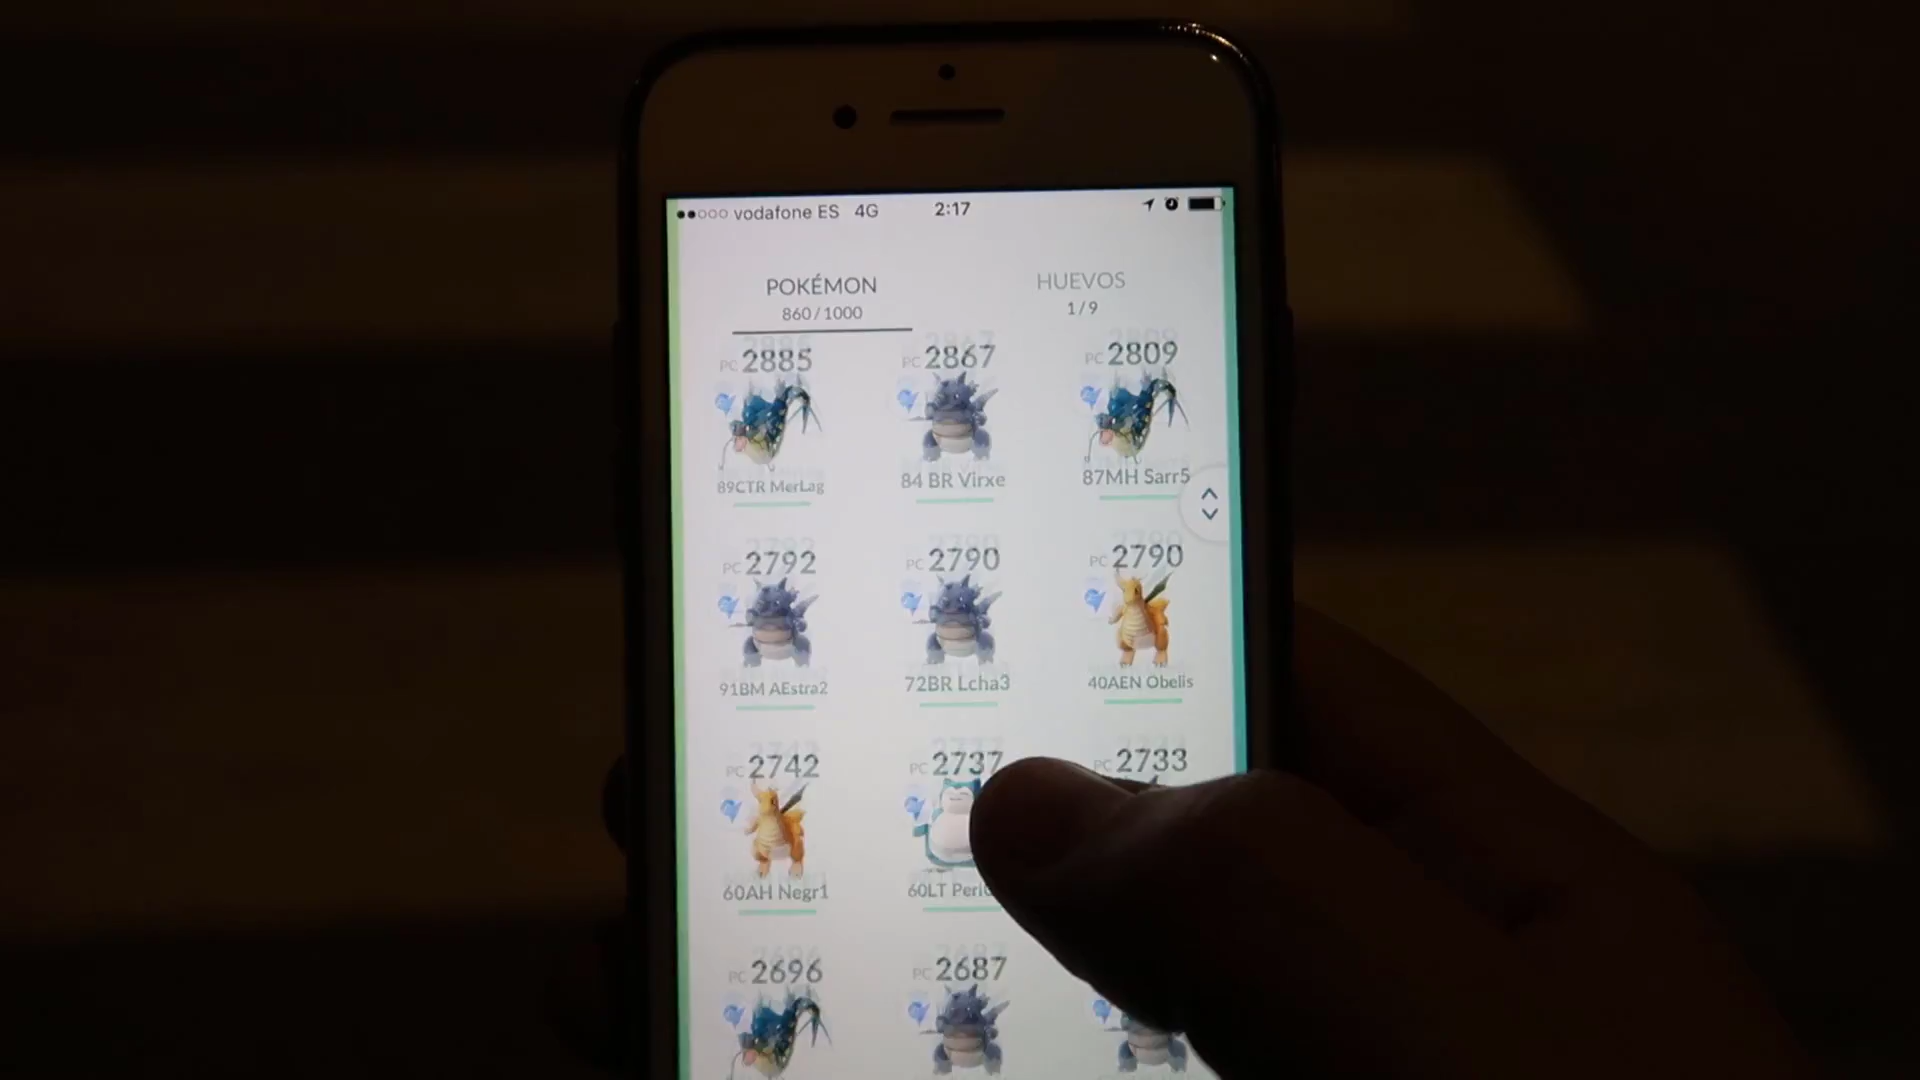 vodafone ES 4G 2:17
POKÉMON HUEVOS
860/1000 1/9
PC 2885 PC 2867 PC 2809
89CTR MerLag 84 BR Virxe 87MH Sarr5
PC 2792 PC 2790 PC 2790
91BM AEstra2 72BR Lcha3 40AEN Obelis
PC 2742 PC 2737 PC 2733
60AH Negr1 60LT
PC 2696 PC 2687